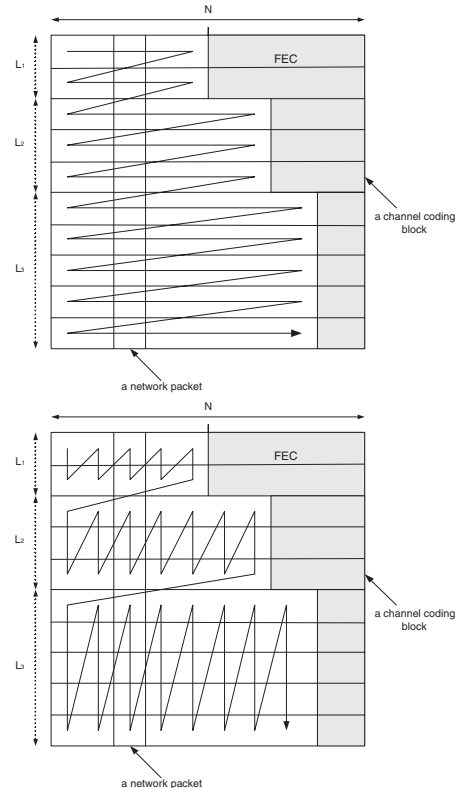 N
FEC
L1
L2
L3
a channel coding
block
a network packet
N
FEC
L1
L2
L3
a channel coding
block
a network packet